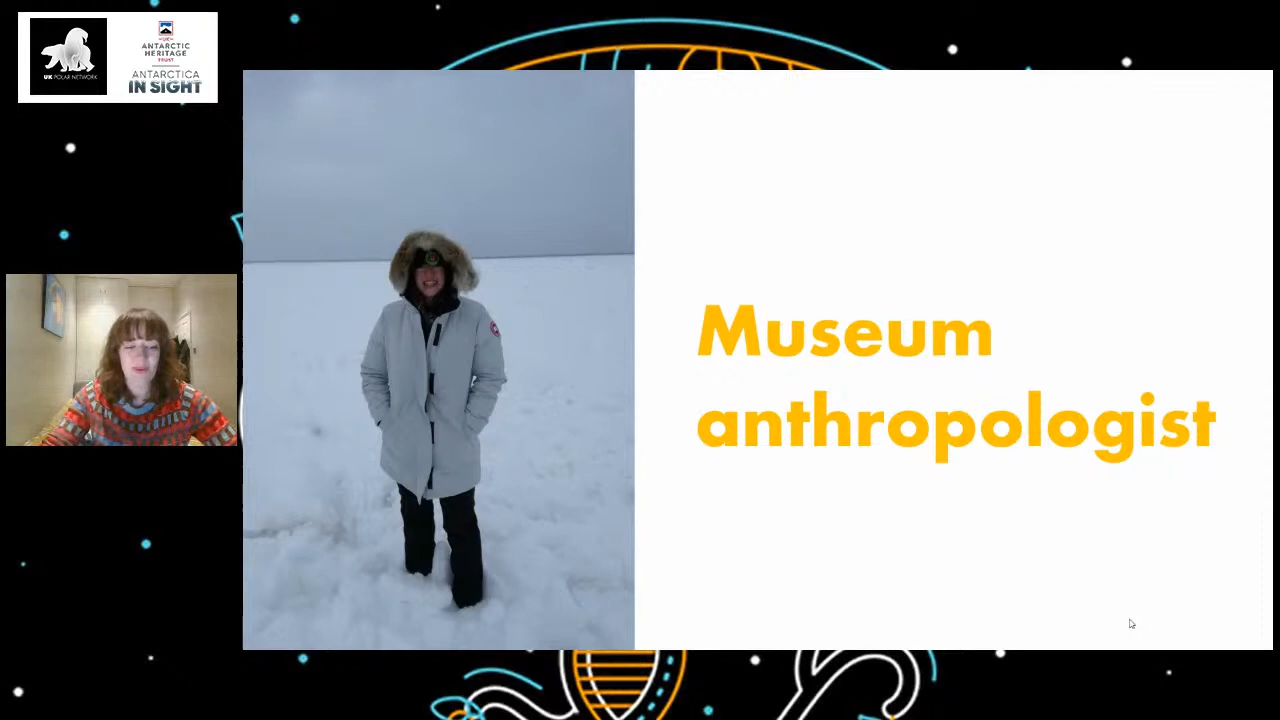 UK POLAR NETWORK
UK
ANTARCTIC
HERITAGE
TRUST
ANTARCTICA
IN SIGHT
Museum
anthropologist